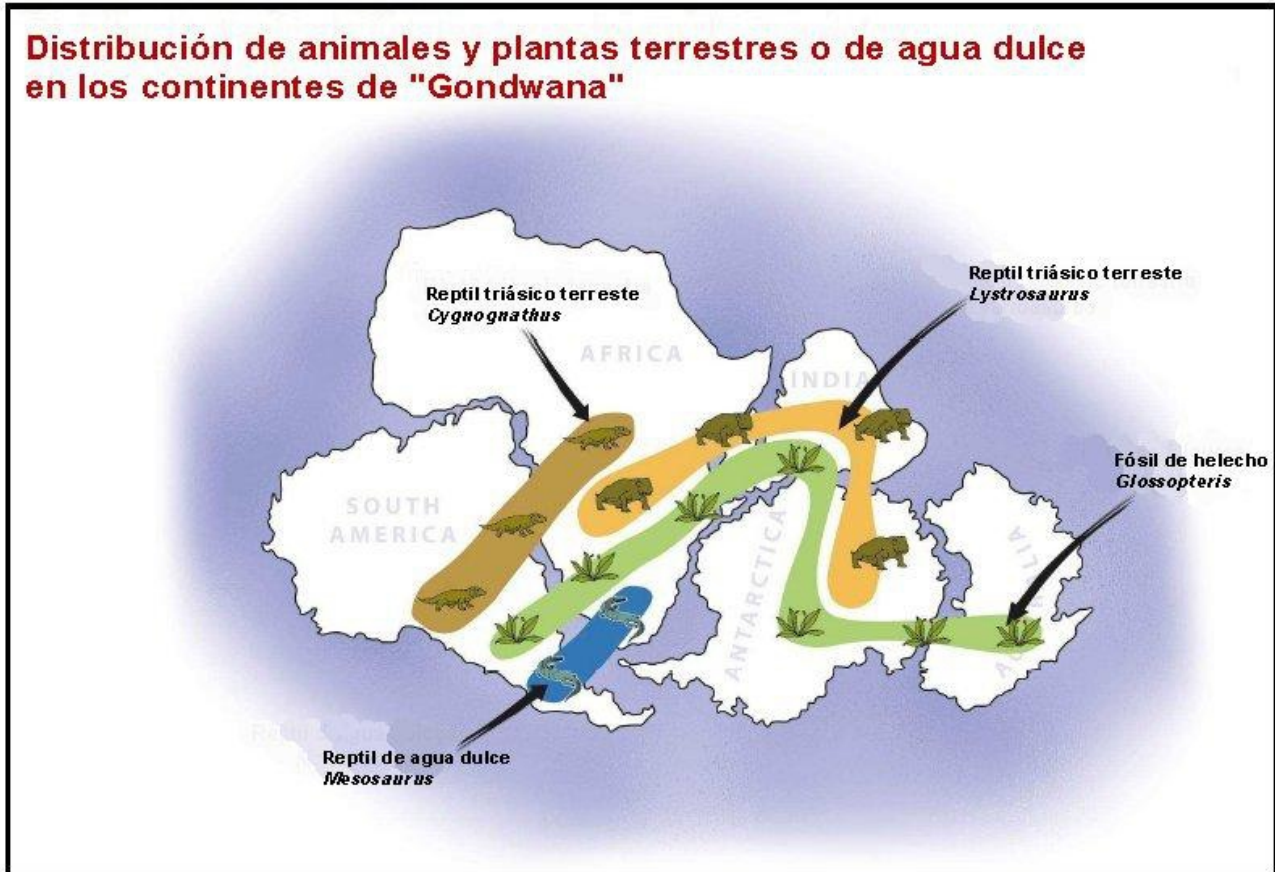 Distribución de animales y plantas terrestres o de agua dulce
en los continentes de "Gondwana"
Reptil triásico terreste
Lystrosaurus
Reptil triásico terreste
Cygnognathus
AFRICA
INDIA
Fósil de helecho
Glossopteris
SOUTH
AMERICA
ANTARCTICA
Reptil de agua dulce
Mesosaurus